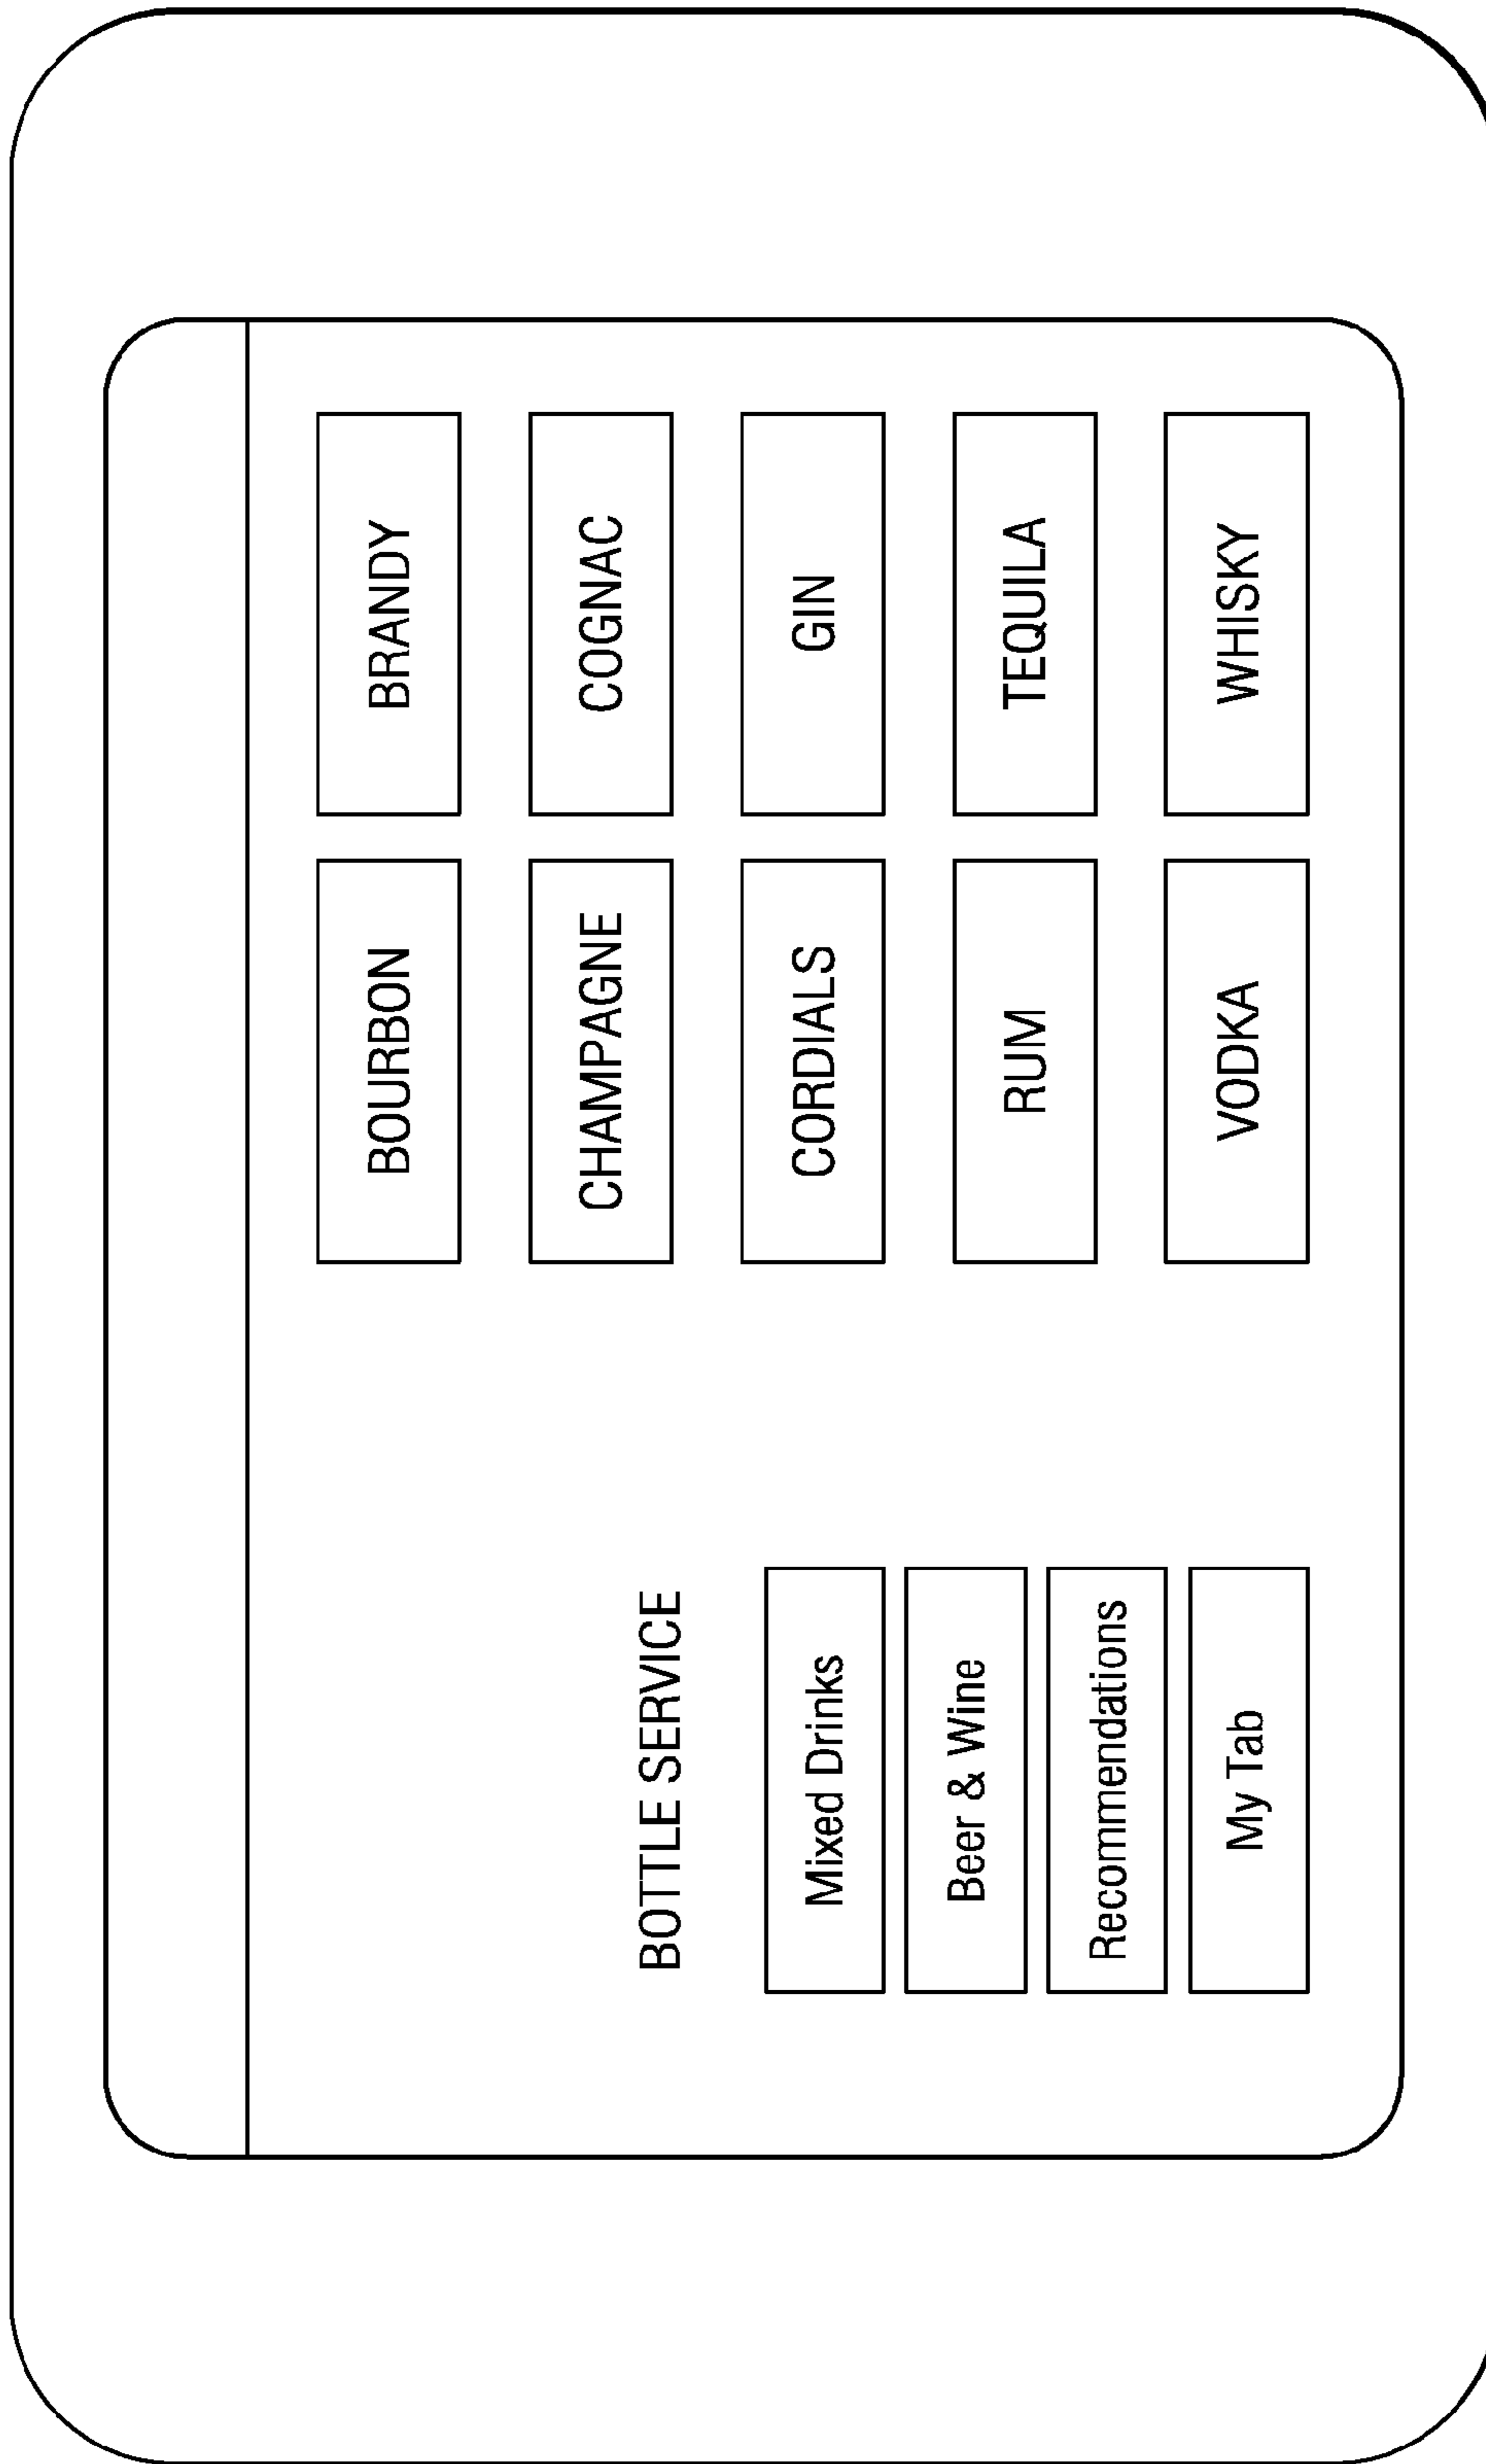 BOTTLE SERVICE
Mixed Drinks
Beer & Wine
Recommendations
My Tab
BOURBON
BRANDY
CHAMPAGNE
COGNAC
CORDIALS
GIN
RUM
TEQUILA
VODKA
WHISKY